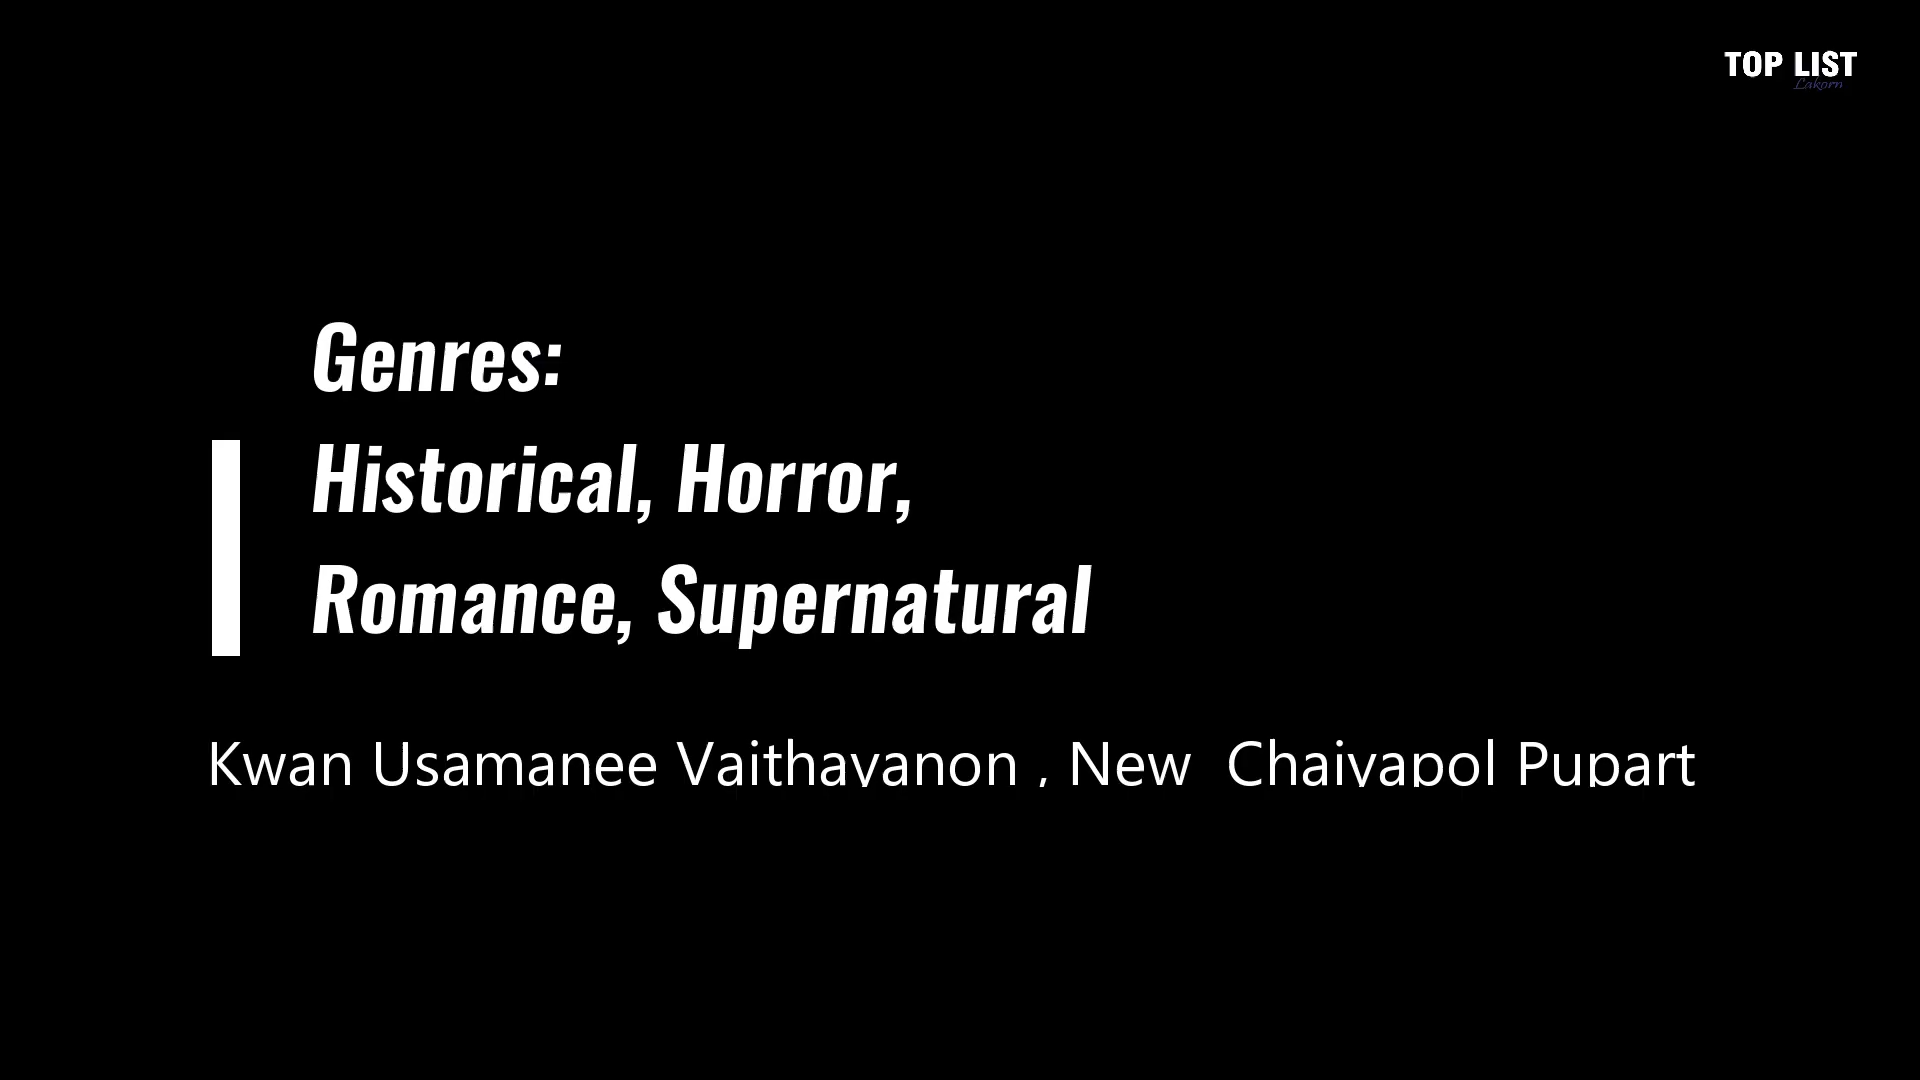 TOP LIST
Lakorn
Genres:
Historical, Horror,
Romance, Supernatural
Kwan Usamanee Vaithayanon , New  Chaiyapol Pupart